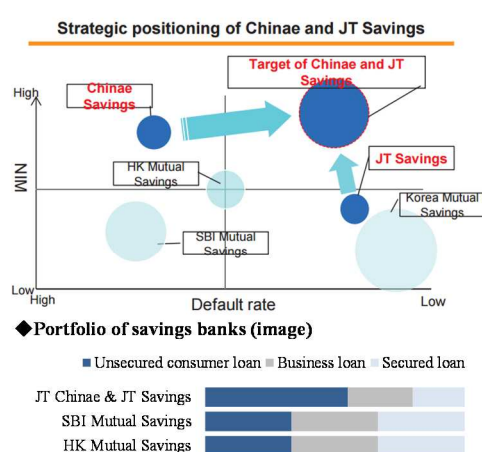 Strategic positioning of Chinae and JT Savings
Target of Chinae and JT
Savings
Chinae
Savings
High
HK Mutual
Savings
JT Savings
NIM
Korea Mutual
Savings
SBI Mutual
Savings
Low
High
Default rate
Low
◆Portfolio of savings banks (image)
■ Unsecured consumer loan ■ Business loan ■ Secured loan
JT Chinae & JT Savings
SBI Mutual Savings
HK Mutual Savings